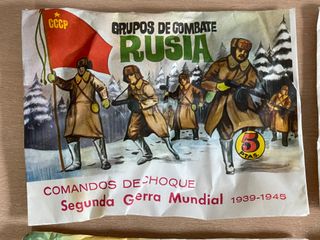 CCCP
GRUPOS DE COMBATE
RUSIA
5
PTAS.
COMANDOS DE CHOQUE
Segunda Gerra Mundial 1939-1945